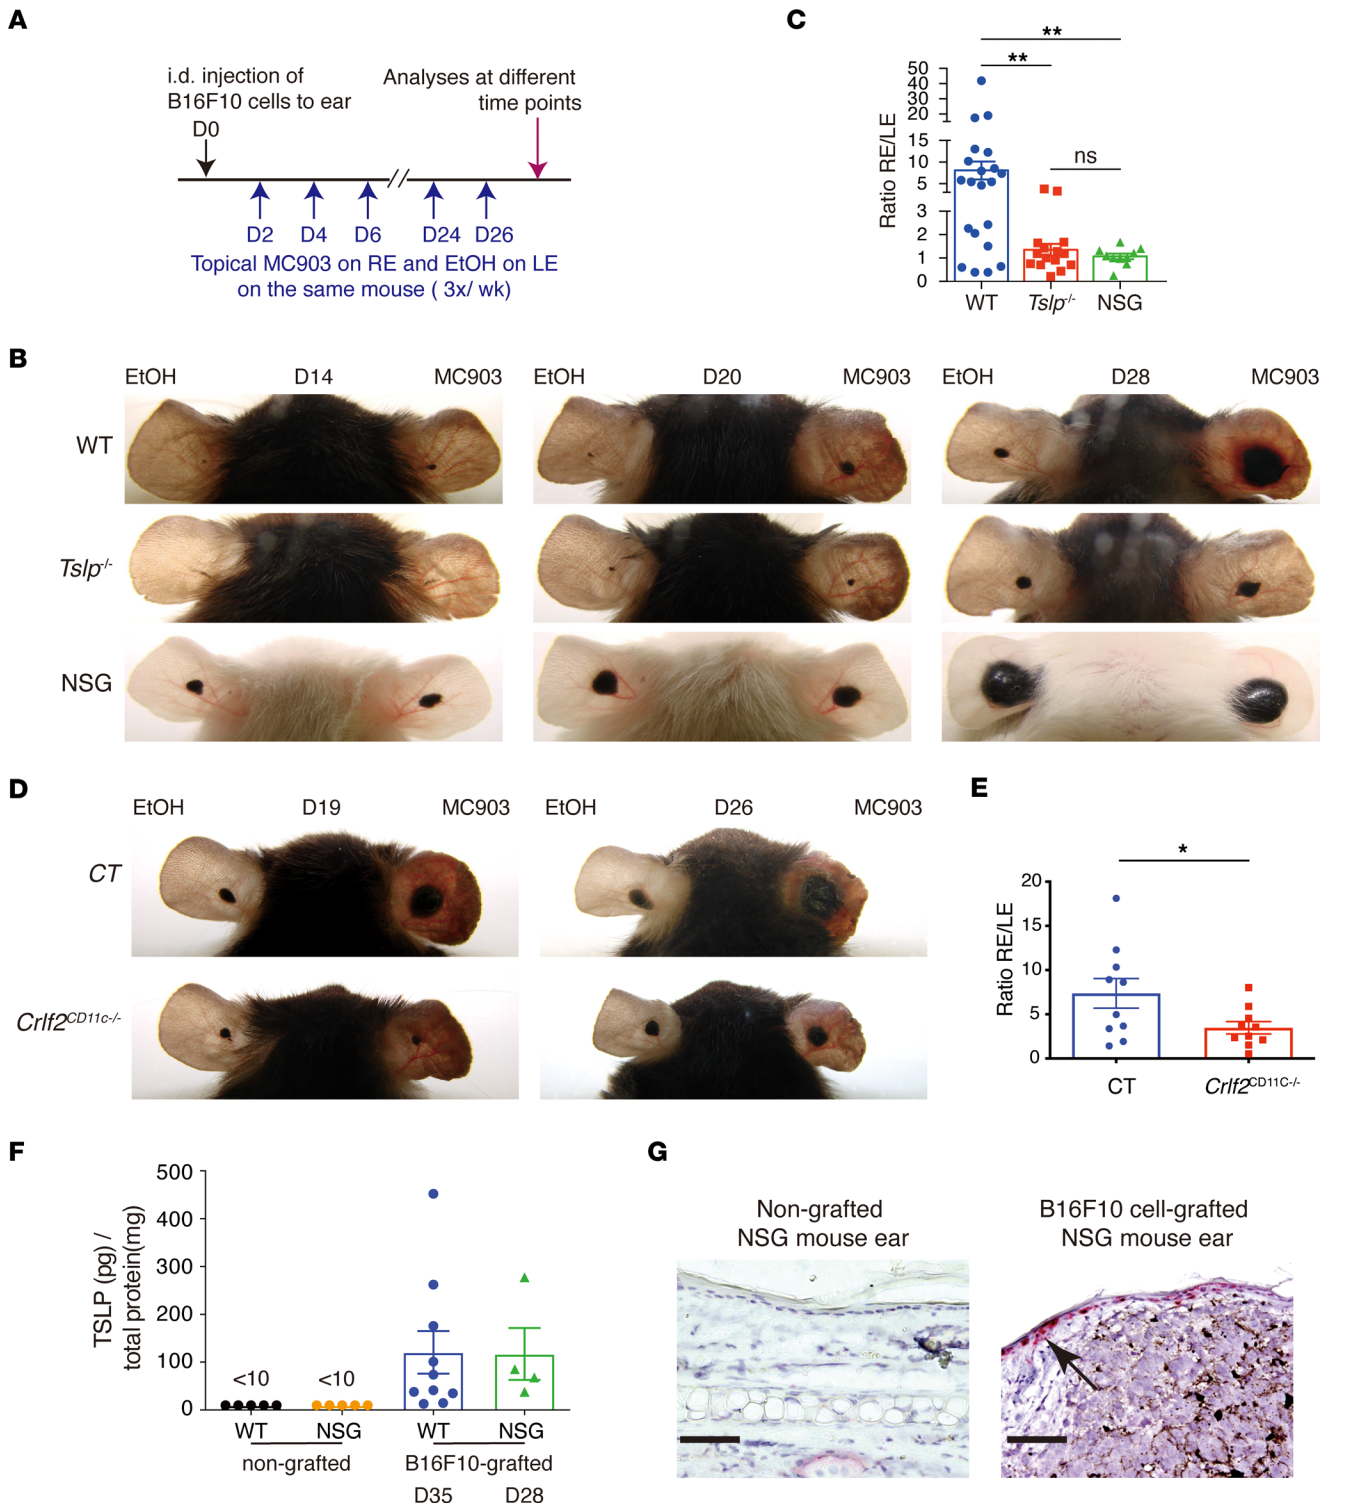 A
i.d. injection of
B16F10 cells to ear
D0
Analyses at different
time points
D2 D4 D6 D24 D26
Topical MC903 on RE and EtOH on LE
on the same mouse ( 3x/ wk)
C
**
**
ns
Ratio RE/LE
50
40
30
20
15
10
5
3
2
1
0
WT Tslp-/- NSG
B
EtOH D14 MC903 EtOH D20 MC903 EtOH D28 MC903
WT
Tslp-/-
NSG
D
EtOH D19 MC903 EtOH D26 MC903
CT
Crlf2CD11c-/-
E
*
Ratio RE/LE
20
15
10
5
0
CT Crlf2CD11C-/-
F
TSLP (pg) /
total protein(mg)
500
400
300
200
100
0
<10 <10
WT NSG WT NSG
non-grafted B16F10-grafted
D35 D28
G
Non-grafted
NSG mouse ear
B16F10 cell-grafted
NSG mouse ear